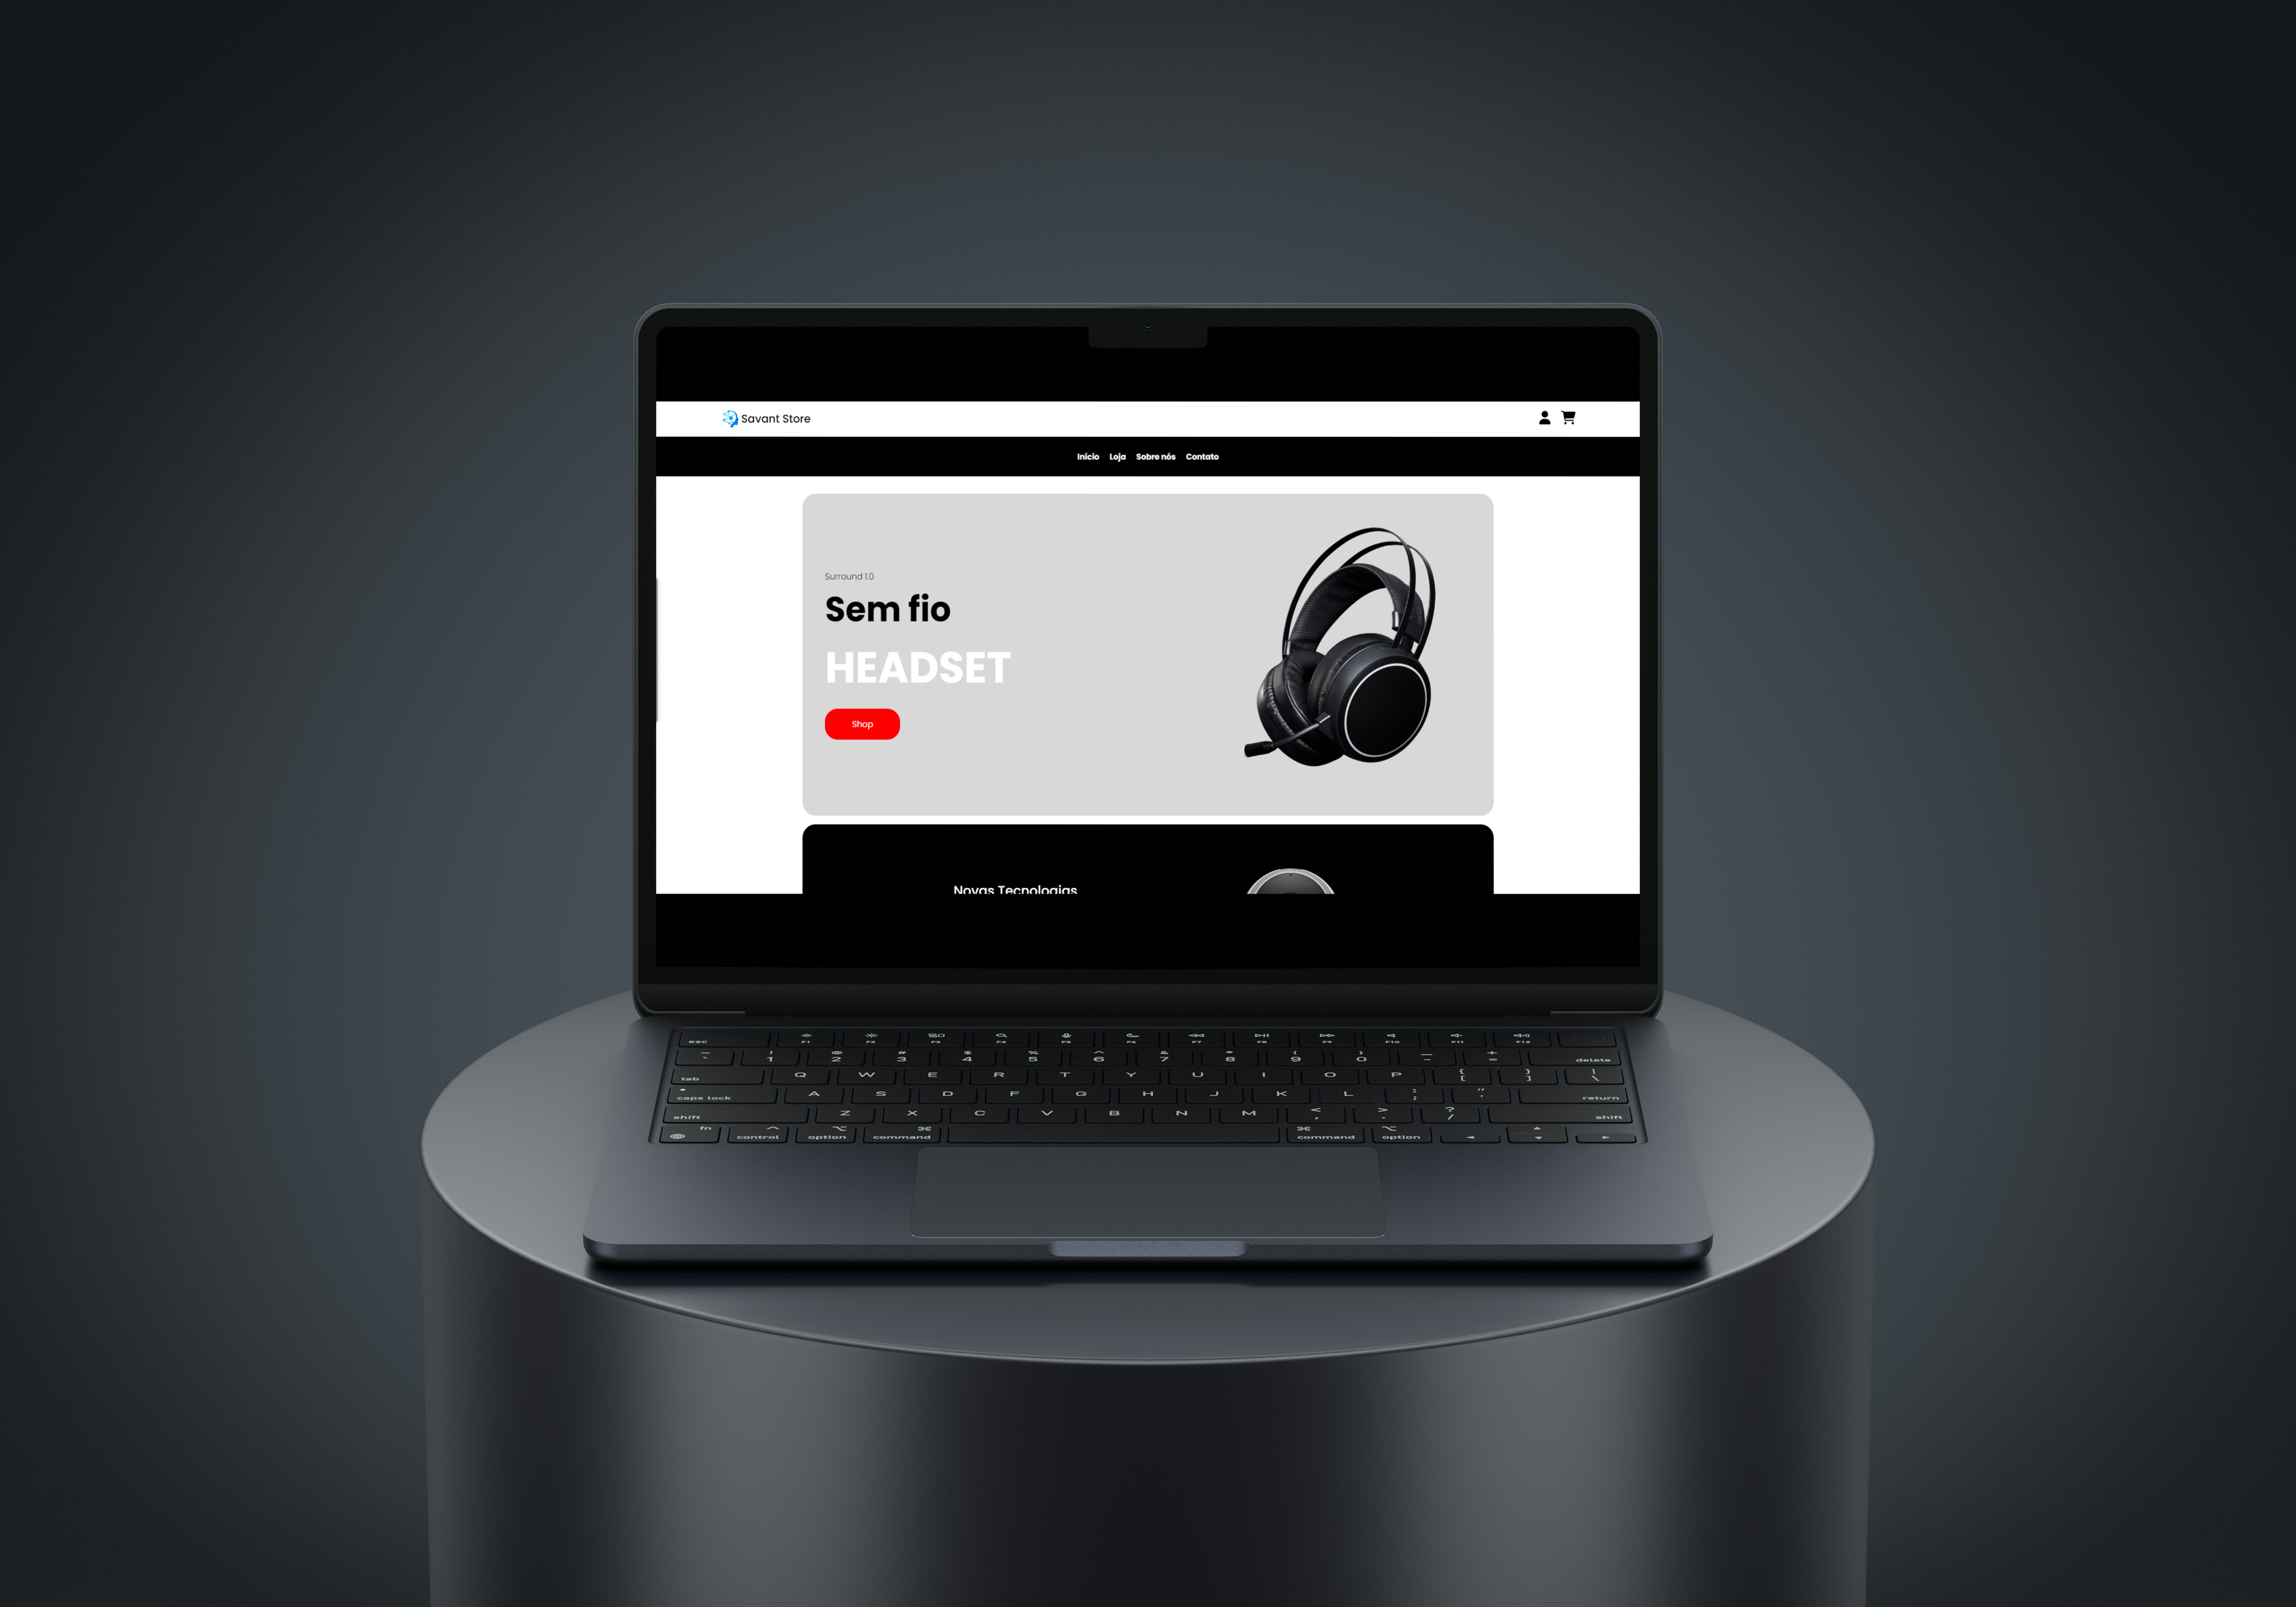 Savant Store
Início Loja Sobre nós Contato
Surround 1.0
Sem fio
HEADSET
Shop
Novas Tecnologias
esc F1 F2 F3 F4 F5 F6 F7 F8 F9 F10 F11 F12
~ ! @ # $ % ^ & * ( ) — +
` 1 2 3 4 5 6 7 8 9 0 – = delete
tab Q W E R T Y U I O P { [ } ] | \
caps lock A S D F G H J K L : ; " ' return
shift Z X C V B N M < , > . ? / shift
fn control option command command option